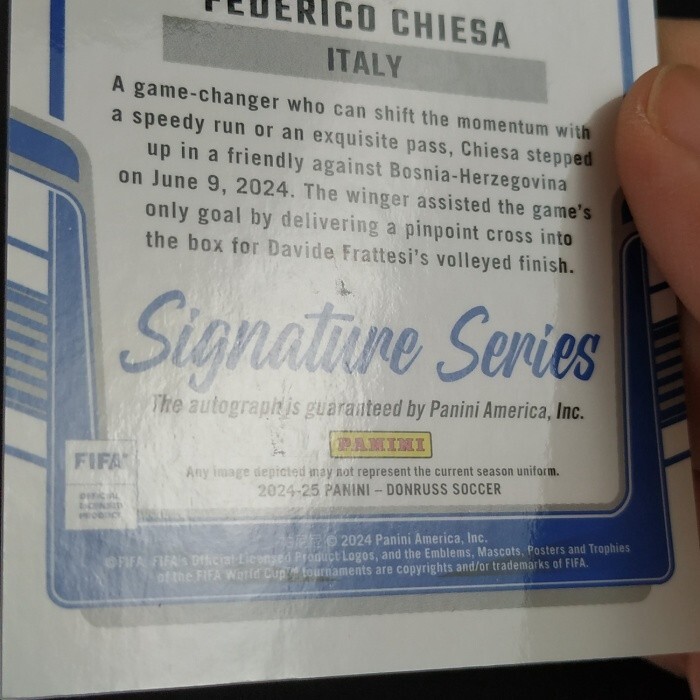 FEDERICO CHIESA
ITALY
A game-changer who can shift the momentum with
a speedy run or an exquisite pass, Chiesa stepped
up in a friendly against Bosnia-Herzegovina
on June 9, 2024. The winger assisted the game's
only goal by delivering a pinpoint cross into
the box for Davide Frattesi's volleyed finish.
Signature Series
The autograph is guaranteed by Panini America, Inc.
PANINI
Any image depicted may not represent the current season uniform.
2024-25 PANINI – DONRUSS SOCCER
FIFA
OFFICIAL
LICENSED
PRODUCT
© 2024 Panini America, Inc.
©FIFA, FIFA's Official Licensed Product Logos, and the Emblems, Mascots, Posters and Trophies
of the FIFA World Cup™ tournaments are copyrights and/or trademarks of FIFA.